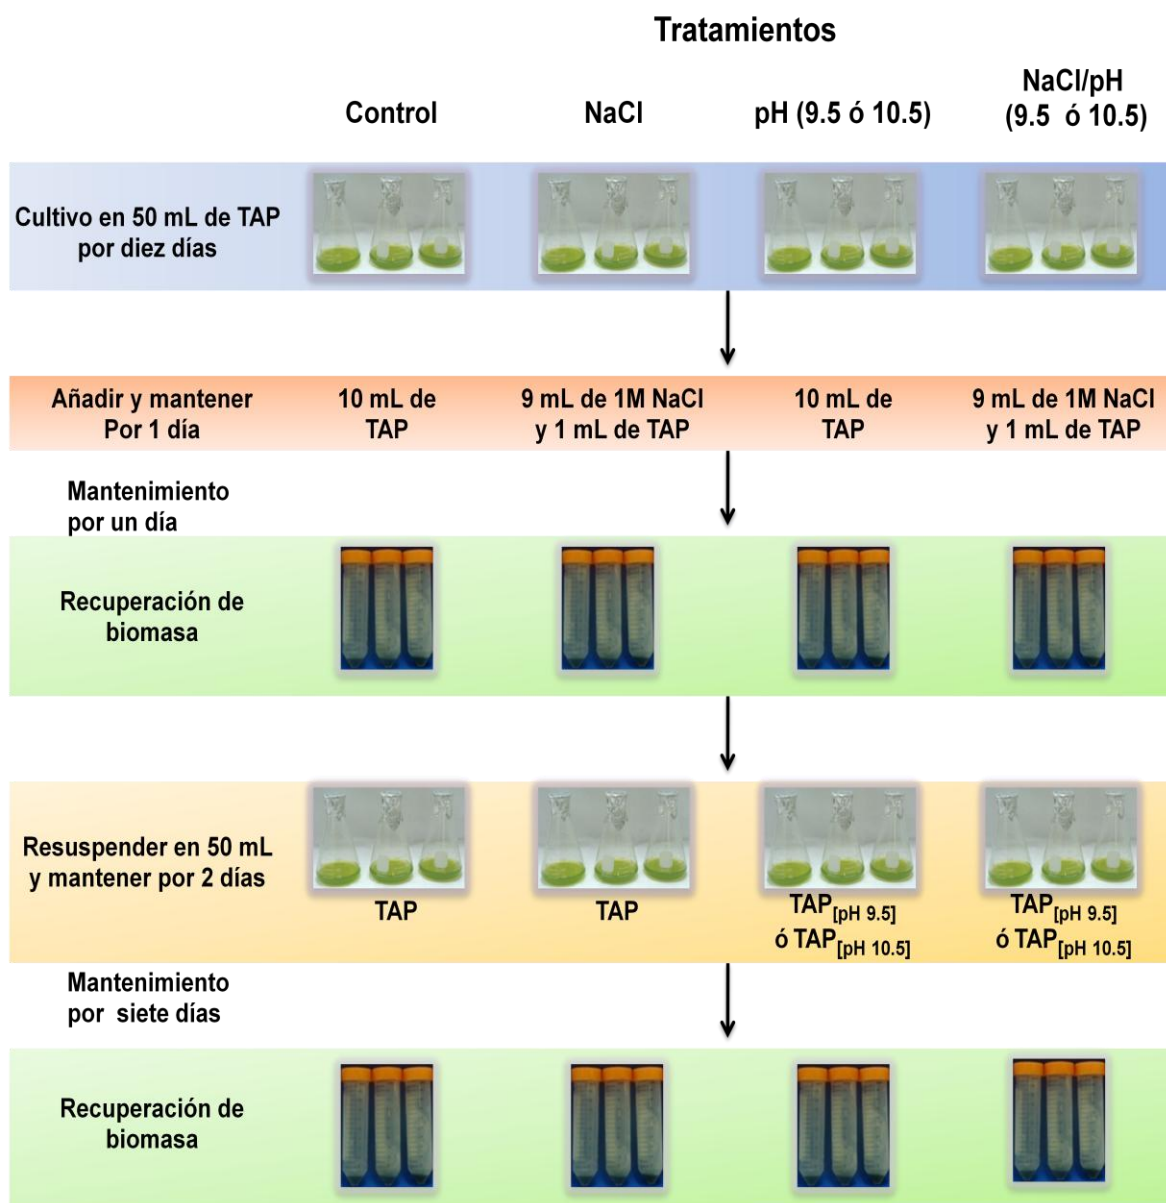 Tratamientos
Control
NaCl
pH (9.5 ó 10.5)
NaCl/pH
(9.5 ó 10.5)
Cultivo en 50 mL de TAP
por diez días
Añadir y mantener
Por 1 día
10 mL de
TAP
9 mL de 1M NaCl
y 1 mL de TAP
10 mL de
TAP
9 mL de 1M NaCl
y 1 mL de TAP
Mantenimiento
por un día
Recuperación de
biomasa
Resuspender en 50 mL
y mantener por 2 días
TAP
TAP
TAP[pH 9.5]
ó TAP[pH 10.5]
TAP[pH 9.5]
ó TAP[pH 10.5]
Mantenimiento
por siete días
Recuperación de
biomasa